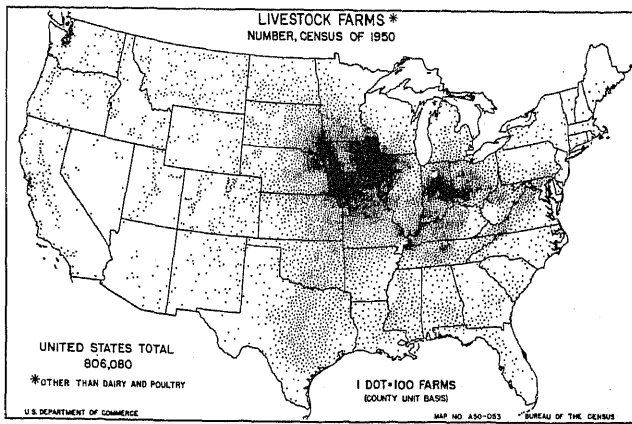 LIVESTOCK FARMS *
NUMBER, CENSUS OF 1950
UNITED STATES TOTAL
806,080
*OTHER THAN DAIRY AND POULTRY
1 DOT=100 FARMS
(COUNTY UNIT BASIS)
U.S. DEPARTMENT OF COMMERCE
MAP NO A50-053
BUREAU OF THE CENSUS